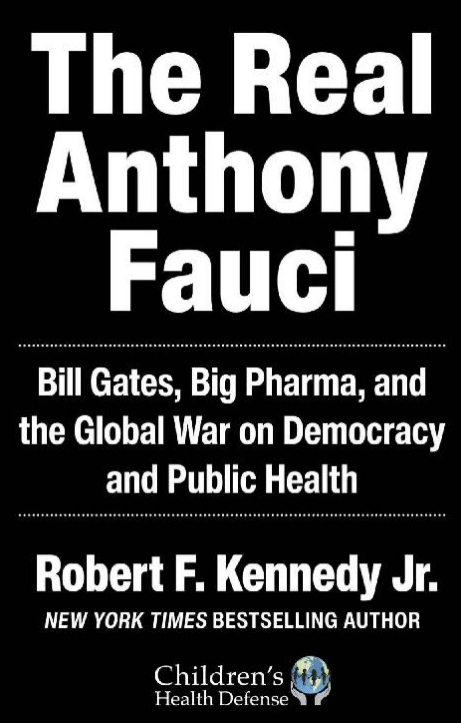 The Real
Anthony
Fauci
Bill Gates, Big Pharma, and
the Global War on Democracy
and Public Health
Robert F. Kennedy Jr.
NEW YORK TIMES BESTSELLING AUTHOR
Children's
Health Defense